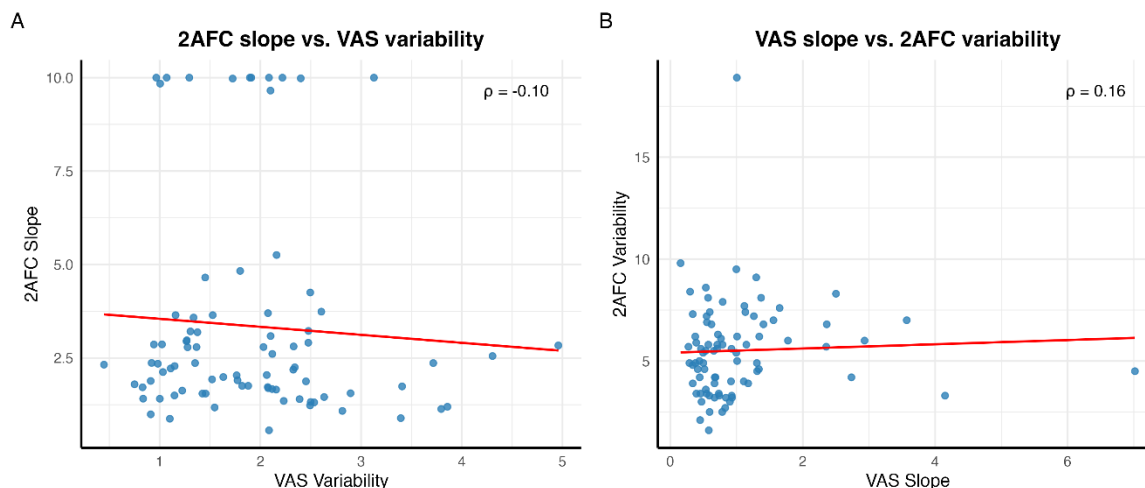 A
2AFC slope vs. VAS variability
ρ = -0.10
10.0
7.5
5.0
2.5
2AFC Slope
1
2
3
4
5
VAS Variability
B
VAS slope vs. 2AFC variability
ρ = 0.16
15
10
5
2AFC Variability
0
2
4
6
VAS Slope